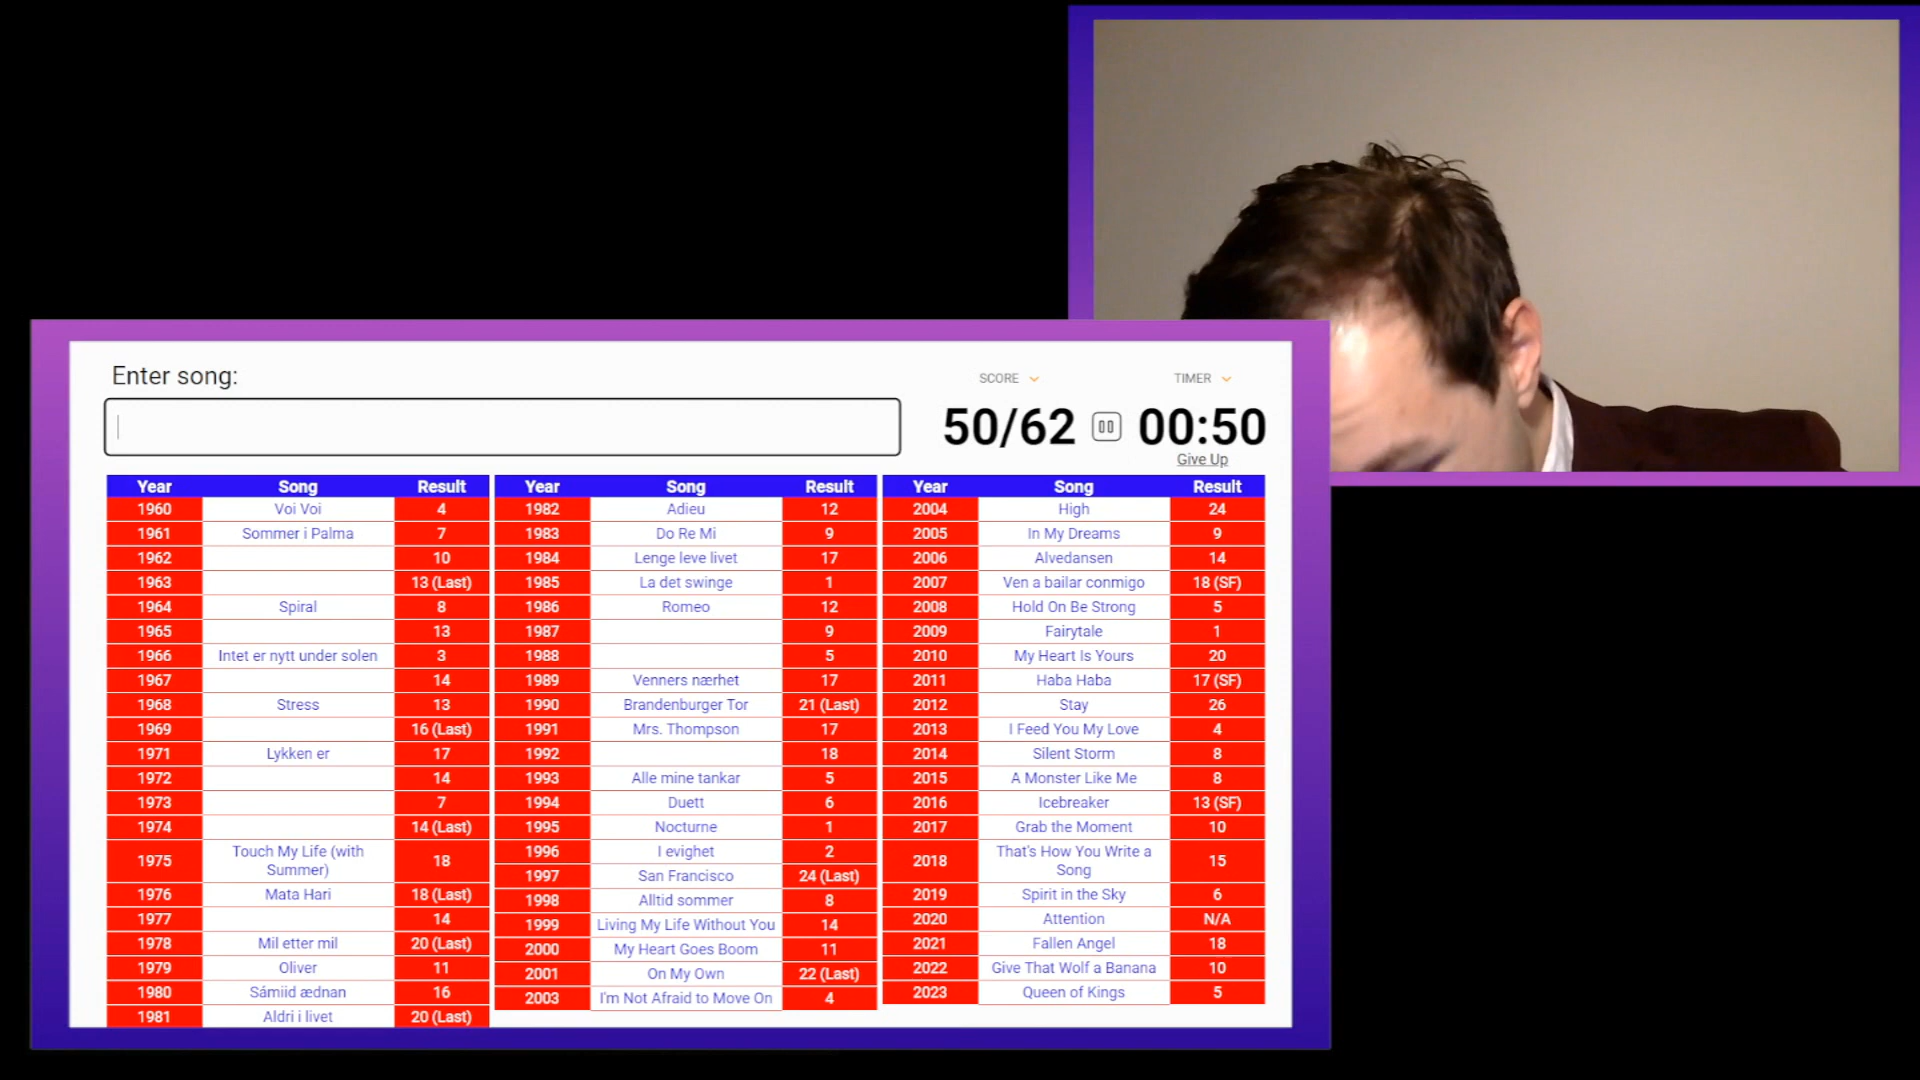 Enter song:
SCORE
TIMER
50/62
00:50
Give Up
Year Song Result
1960 Voi Voi 4
1961 Sommer i Palma 7
1962 10
1963 13 (Last)
1964 Spiral 8
1965 13
1966 Intet er nytt under solen 3
1967 14
1968 Stress 13
1969 16 (Last)
1971 Lykken er 17
1972 14
1973 7
1974 14 (Last)
1975 Touch My Life (with
Summer) 18
1976 Mata Hari 18 (Last)
1977 14
1978 Mil etter mil 20 (Last)
1979 Oliver 11
1980 Sámiid ædnan 16
1981 Aldri i livet 20 (Last)
Year Song Result
1982 Adieu 12
1983 Do Re Mi 9
1984 Lenge leve livet 17
1985 La det swinge 1
1986 Romeo 12
1987 9
1988 5
1989 Venners nærhet 17
1990 Brandenburger Tor 21 (Last)
1991 Mrs. Thompson 17
1992 18
1993 Alle mine tankar 5
1994 Duett 6
1995 Nocturne 1
1996 I evighet 2
1997 San Francisco 24 (Last)
1998 Alltid sommer 8
1999 Living My Life Without You 14
2000 My Heart Goes Boom 11
2001 On My Own 22 (Last)
2003 I'm Not Afraid to Move On 4
Year Song Result
2004 High 24
2005 In My Dreams 9
2006 Alvedansen 14
2007 Ven a bailar conmigo 18 (SF)
2008 Hold On Be Strong 5
2009 Fairytale 1
2010 My Heart Is Yours 20
2011 Haba Haba 17 (SF)
2012 Stay 26
2013 I Feed You My Love 4
2014 Silent Storm 8
2015 A Monster Like Me 8
2016 Icebreaker 13 (SF)
2017 Grab the Moment 10
2018 That's How You Write a
Song 15
2019 Spirit in the Sky 6
2020 Attention N/A
2021 Fallen Angel 18
2022 Give That Wolf a Banana 10
2023 Queen of Kings 5